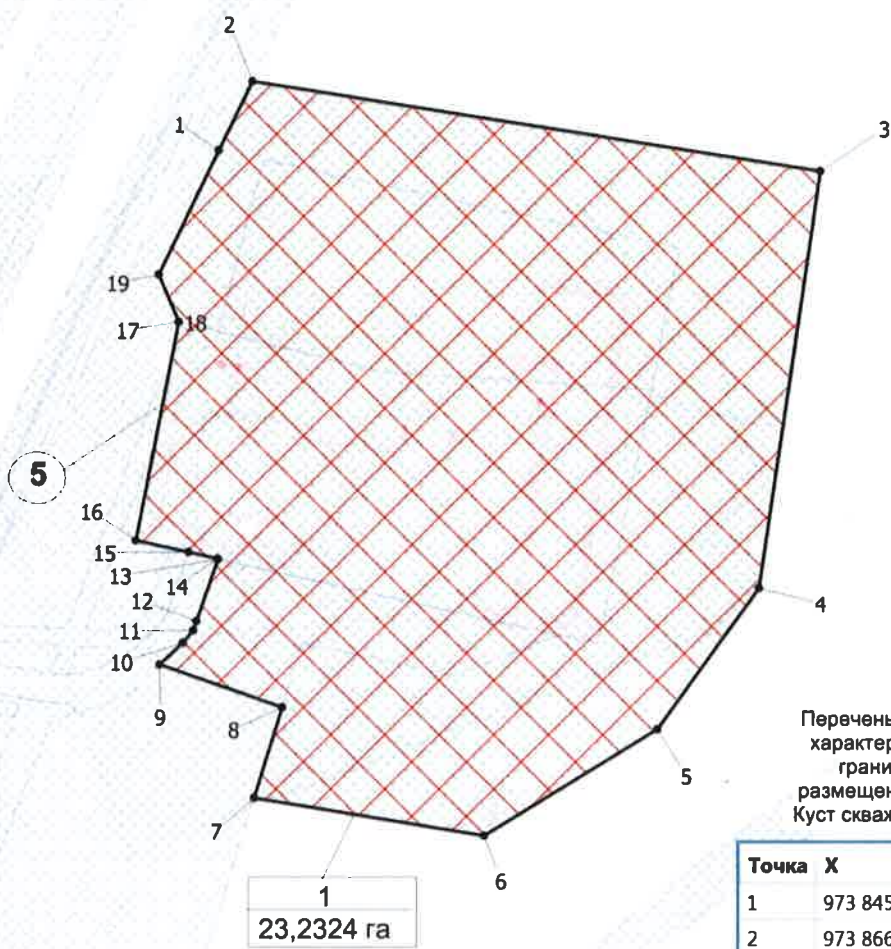 2
1
3
19
17
18
5
16
15
13
14
12
11
10
4
9
8
7
5
6
1
23,2324 га
Перечень
характер
грани
размещен
Куст скваж
Точка X
1 973 845
2 973 866